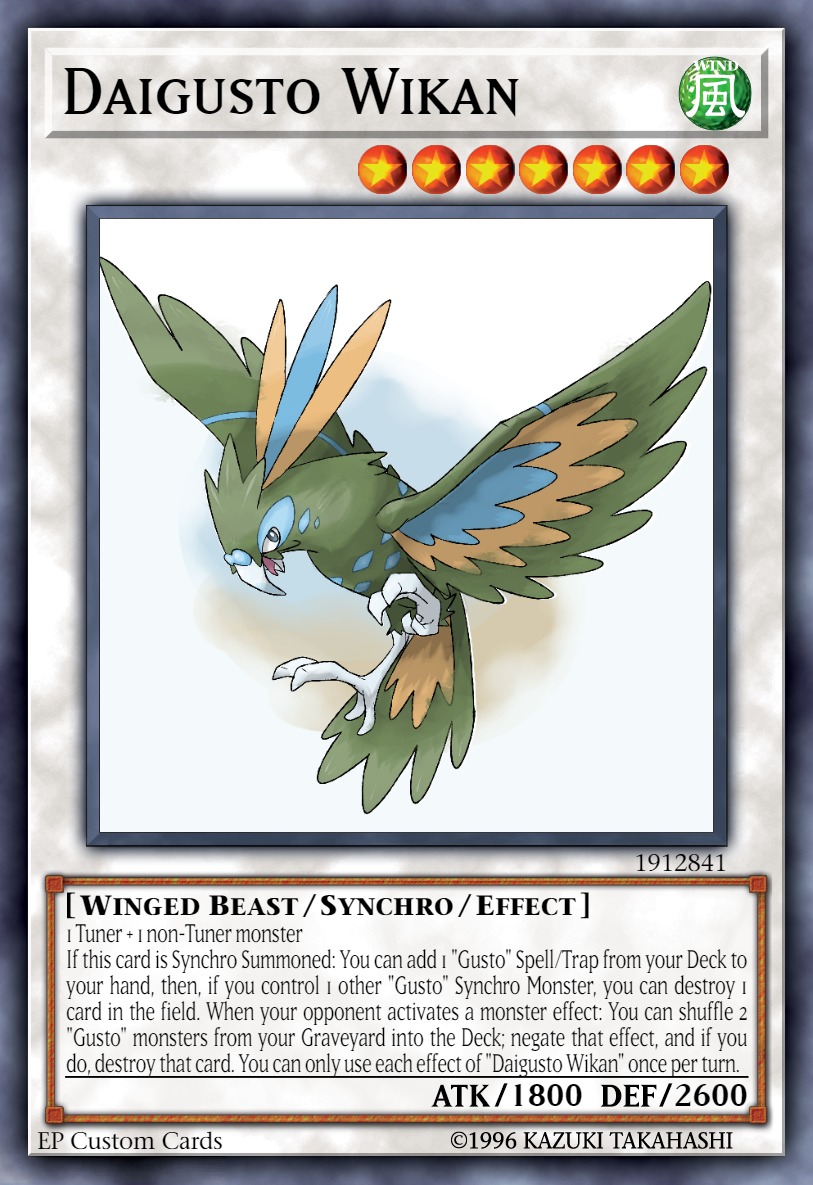 Daigusto Wikan
WIND
風
1912841
[ Winged Beast / Synchro / Effect ]
1 Tuner + 1 non-Tuner monster
If this card is Synchro Summoned: You can add 1 "Gusto" Spell/Trap from your Deck to
your hand, then, if you control 1 other "Gusto" Synchro Monster, you can destroy 1
card in the field. When your opponent activates a monster effect: You can shuffle 2
"Gusto" monsters from your Graveyard into the Deck; negate that effect, and if you
do, destroy that card. You can only use each effect of "Daigusto Wikan" once per turn.
ATK/1800 DEF/2600
EP Custom Cards ©1996 KAZUKI TAKAHASHI